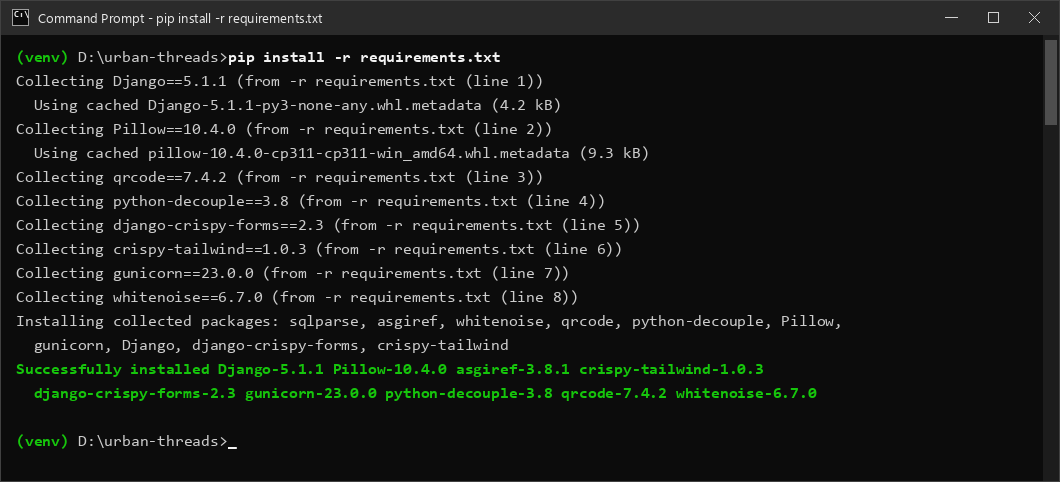 Command Prompt - pip install -r requirements.txt
(venv) D:\urban-threads>pip install -r requirements.txt
Collecting Django==5.1.1 (from -r requirements.txt (line 1))
  Using cached Django-5.1.1-py3-none-any.whl.metadata (4.2 kB)
Collecting Pillow==10.4.0 (from -r requirements.txt (line 2))
  Using cached pillow-10.4.0-cp311-cp311-win_amd64.whl.metadata (9.3 kB)
Collecting qrcode==7.4.2 (from -r requirements.txt (line 3))
Collecting python-decouple==3.8 (from -r requirements.txt (line 4))
Collecting django-crispy-forms==2.3 (from -r requirements.txt (line 5))
Collecting crispy-tailwind==1.0.3 (from -r requirements.txt (line 6))
Collecting gunicorn==23.0.0 (from -r requirements.txt (line 7))
Collecting whitenoise==6.7.0 (from -r requirements.txt (line 8))
Installing collected packages: sqlparse, asgiref, whitenoise, qrcode, python-decouple, Pillow,
  gunicorn, Django, django-crispy-forms, crispy-tailwind
Successfully installed Django-5.1.1 Pillow-10.4.0 asgiref-3.8.1 crispy-tailwind-1.0.3
  django-crispy-forms-2.3 gunicorn-23.0.0 python-decouple-3.8 qrcode-7.4.2 whitenoise-6.7.0
(venv) D:\urban-threads>_